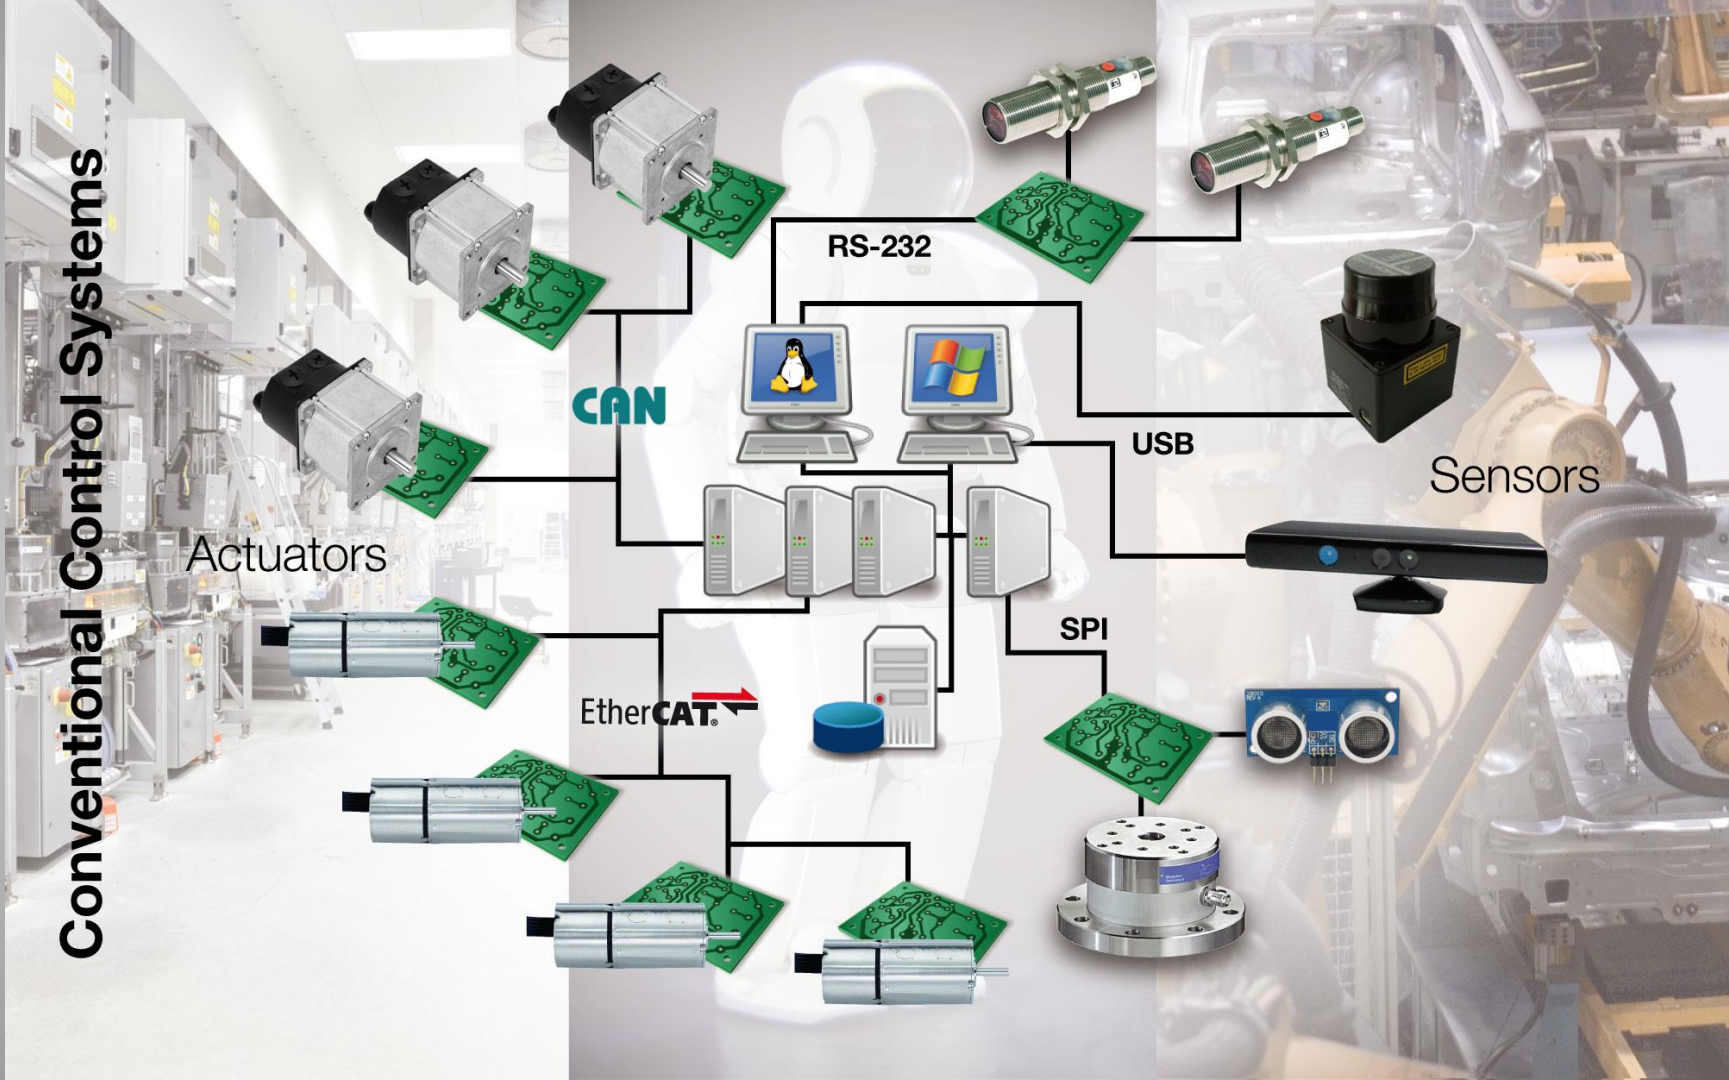 Conventional Control Systems
RS-232
CAN
USB
Sensors
Actuators
SPI
EtherCAT®